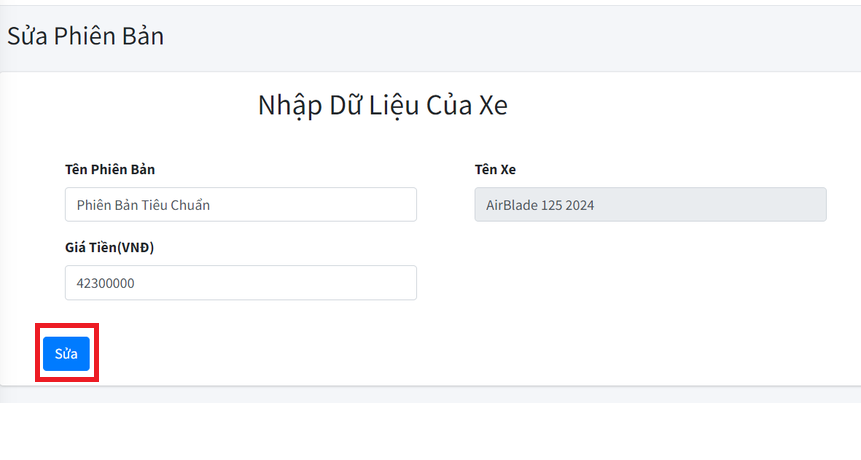 Sửa Phiên Bản
Nhập Dữ Liệu Của Xe
Tên Phiên Bản
Phiên Bản Tiêu Chuẩn
Tên Xe
AirBlade 125 2024
Giá Tiền(VNĐ)
42300000
Sửa